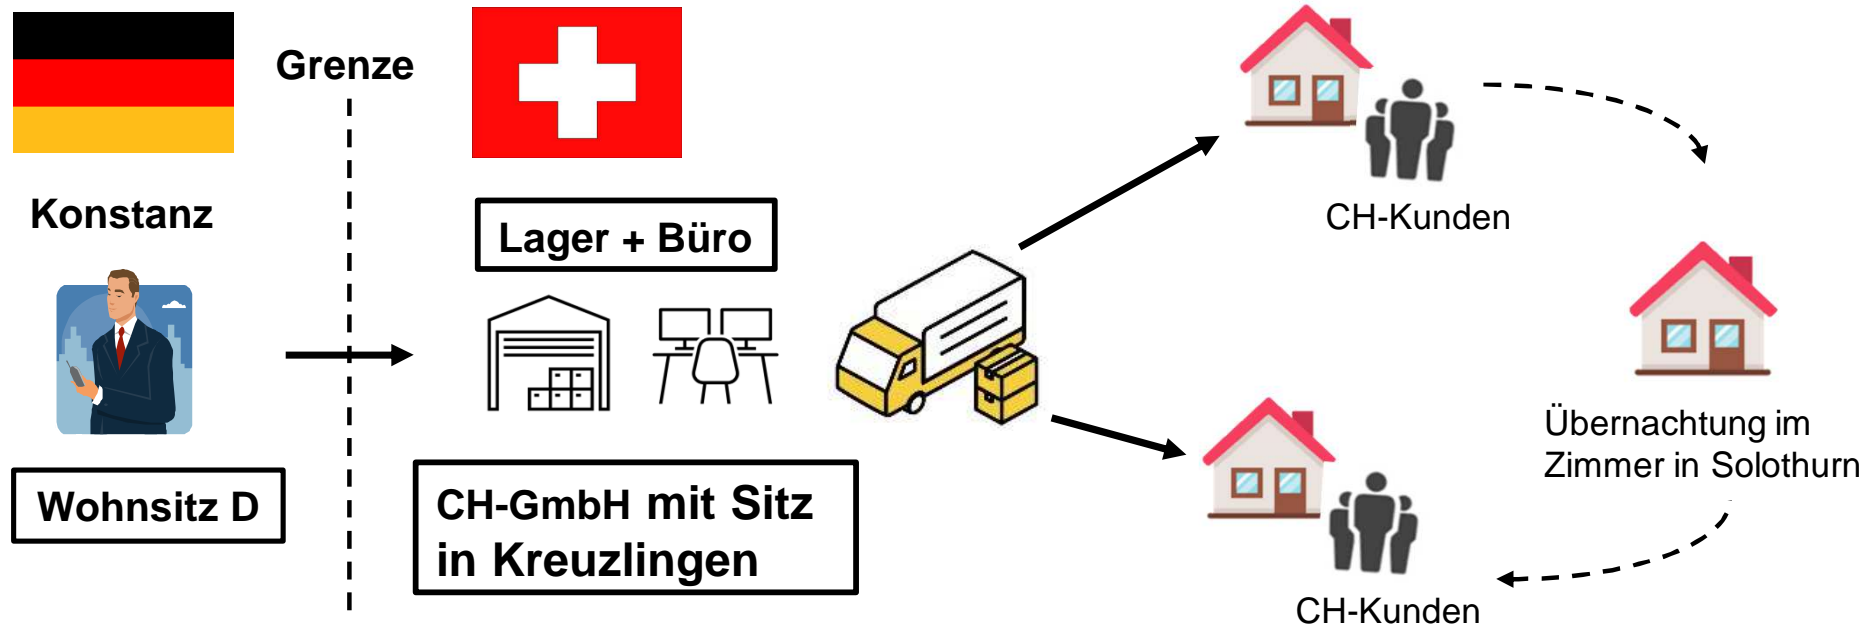 Grenze
Konstanz
Wohnsitz D
Lager + Büro
CH-GmbH mit Sitz
in Kreuzlingen
CH-Kunden
Übernachtung im
Zimmer in Solothurn
CH-Kunden